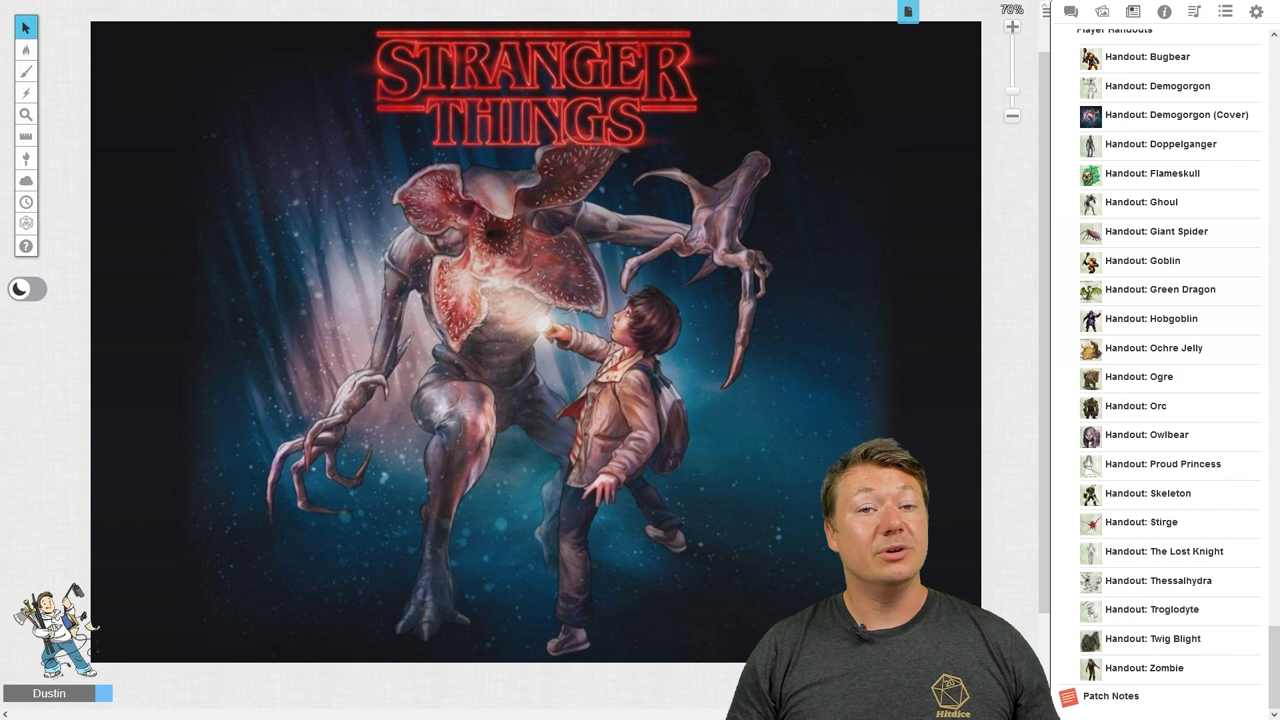 70%
STRANGER
THINGS
Player Handouts
Handout: Bugbear
Handout: Demogorgon
Handout: Demogorgon (Cover)
Handout: Doppelganger
Handout: Flameskull
Handout: Ghoul
Handout: Giant Spider
Handout: Goblin
Handout: Green Dragon
Handout: Hobgoblin
Handout: Ochre Jelly
Handout: Ogre
Handout: Orc
Handout: Owlbear
Handout: Proud Princess
Handout: Skeleton
Handout: Stirge
Handout: The Lost Knight
Handout: Thessalhydra
Handout: Troglodyte
Handout: Twig Blight
Handout: Zombie
Patch Notes
Dustin
20
Hitdice